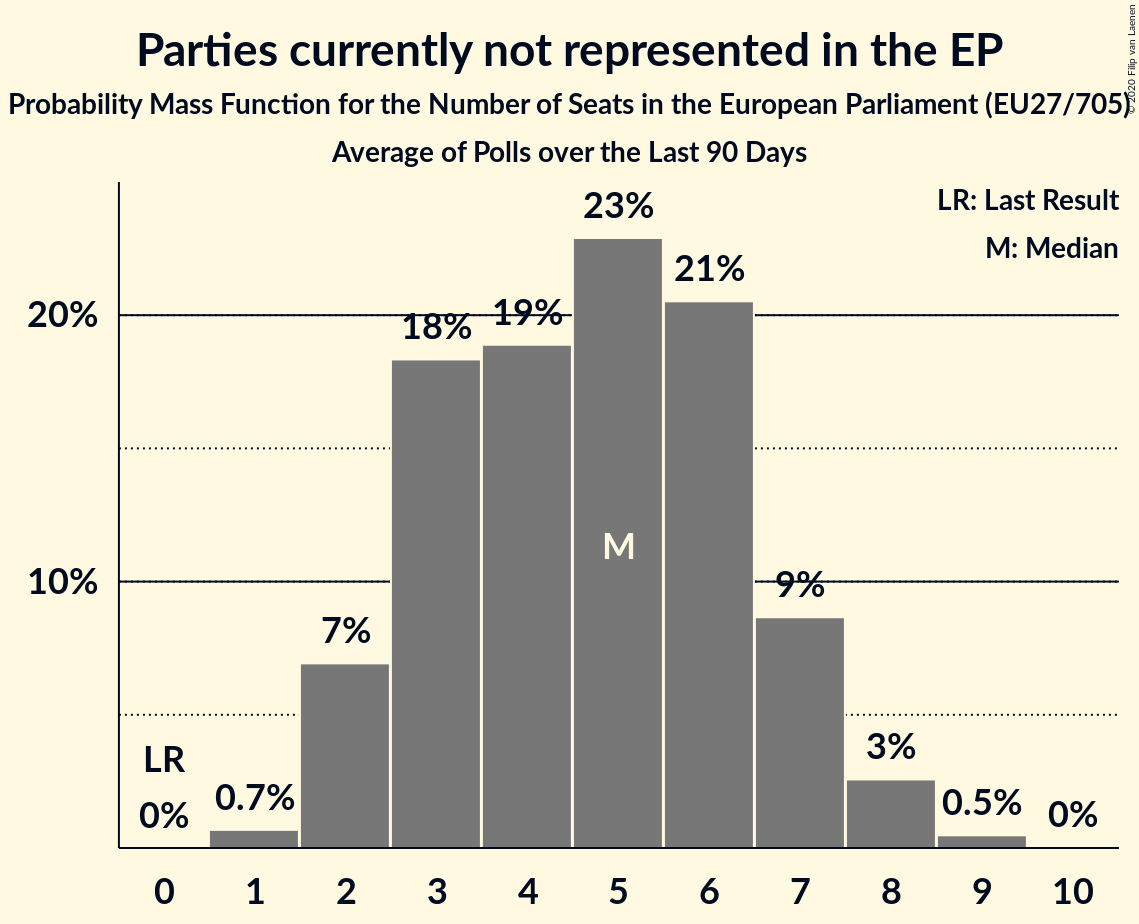 Parties currently not represented in the EP
Probability Mass Function for the Number of Seats in the European Parliament (EU27/705)
Average of Polls over the Last 90 Days
© 2020 Filip van Laenen
LR: Last Result
M: Median
23%
21%
20%
18%
19%
M
10%
9%
7%
LR
3%
0%
0.7%
0.5%
0%
0 1 2 3 4 5 6 7 8 9 10